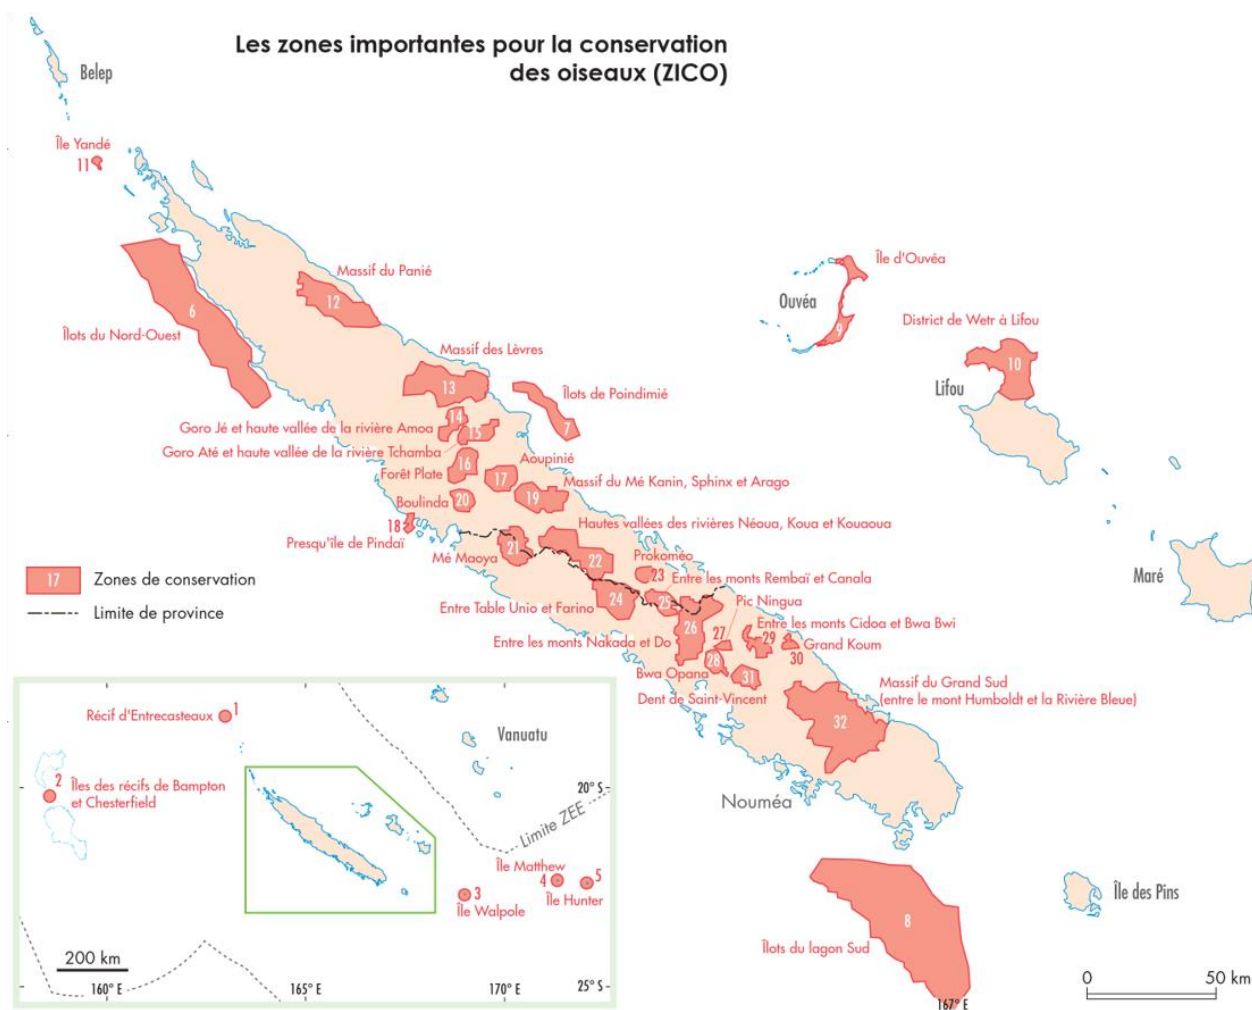 Les zones importantes pour la conservation
des oiseaux (ZICO)
Belep
Île Yandé
11
Île d'Ouvéa
Massif du Panié
12
Ouvéa
9
6
Îlots du Nord-Ouest
District de Wetr à Lifou
10
Lifou
Massif des Lèvres
13
Îlots de Poindimié
7
14
Goro Jé et haute vallée de la rivière Amoa
15
Goro Até et haute vallée de la rivière Tchamba
Aoupinié
16
Forêt Plate
17
Massif du Mé Kanin, Sphinx et Arago
19
Boulinda
20
18
Presqu'île de Pindaï
Hautes vallées des rivières Néoua, Koua et Kouaoua
21
Mé Maoya
22
Prokoméo
23
Maré
17
Zones de conservation
Limite de province
Entre les monts Rembaï et Canala
24
25
Entre Table Unio et Farino
Pic Ningua
26
27
Entre les monts Cidoa et Bwa Bwi
29
Entre les monts Nakada et Do
Grand Koum
30
28
Bwa Opana
31
Dent de Saint-Vincent
Massif du Grand Sud
(entre le mont Humboldt et la Rivière Bleue)
32
Nouméa
Île des Pins
8
Îlots du lagon Sud
167° E
0
50 km
Récif d'Entrecasteaux
1
Vanuatu
2
Îles des récifs de Bampton
et Chesterfield
20° S
Limite ZEE
Île Matthew
4
5
Île Hunter
3
Île Walpole
200 km
160° E
165° E
170° E
25° S